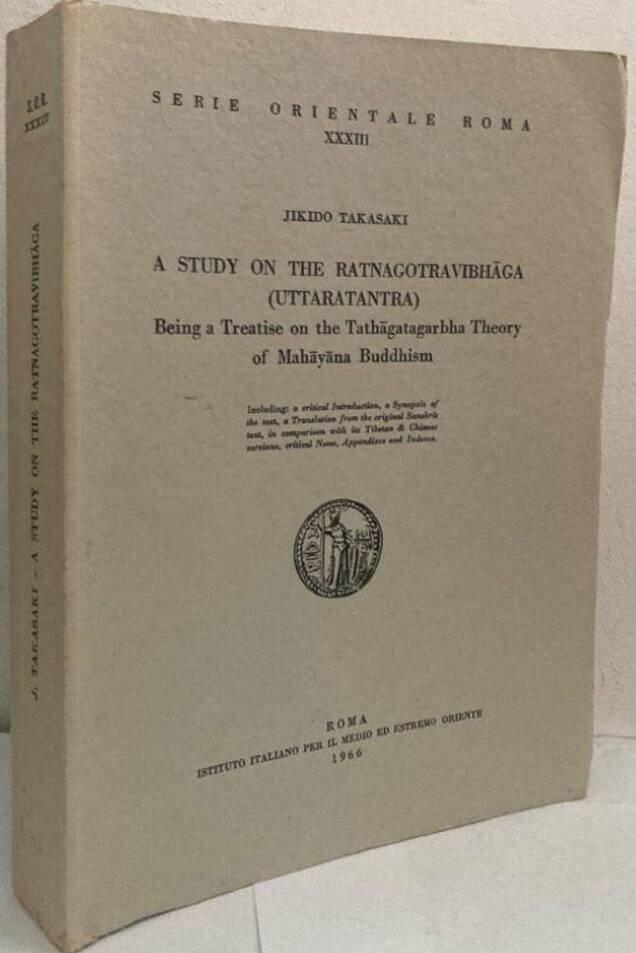 S. O. R.
XXXIII
J. TAKASAKI – A STUDY ON THE RATNAGOTRAVIBHĀGA
SERIE ORIENTALE ROMA
XXXIII
JIKIDO TAKASAKI
A STUDY ON THE RATNAGOTRAVIBHĀGA
(UTTARATANTRA)
Being a Treatise on the Tathāgatagarbha Theory
of Mahāyāna Buddhism
Including: a critical Introduction, a Synopsis of
the text, a Translation from the original Sanskrit
text, in comparison with its Tibetan & Chinese
versions, critical Notes, Appendixes and Indexes.
ROMA
ISTITUTO ITALIANO PER IL MEDIO ED ESTREMO ORIENTE
1966